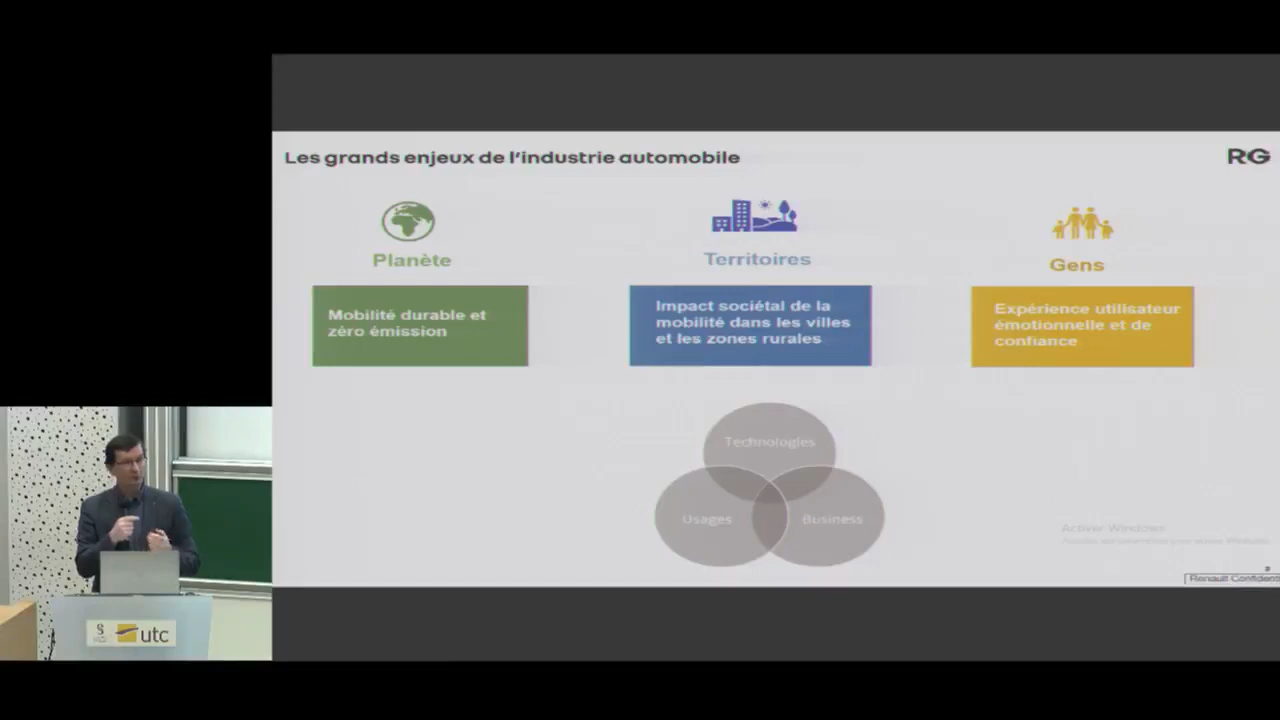 Les grands enjeux de l'industrie automobile
RG
Planète
Territoires
Gens
Mobilité durable et
zéro émission
Impact sociétal de la
mobilité dans les villes
et les zones rurales
Expérience utilisateur
émotionnelle et de
confiance
Technologies
Usages
Business
Activer Windows
Renault Confidenti
utc